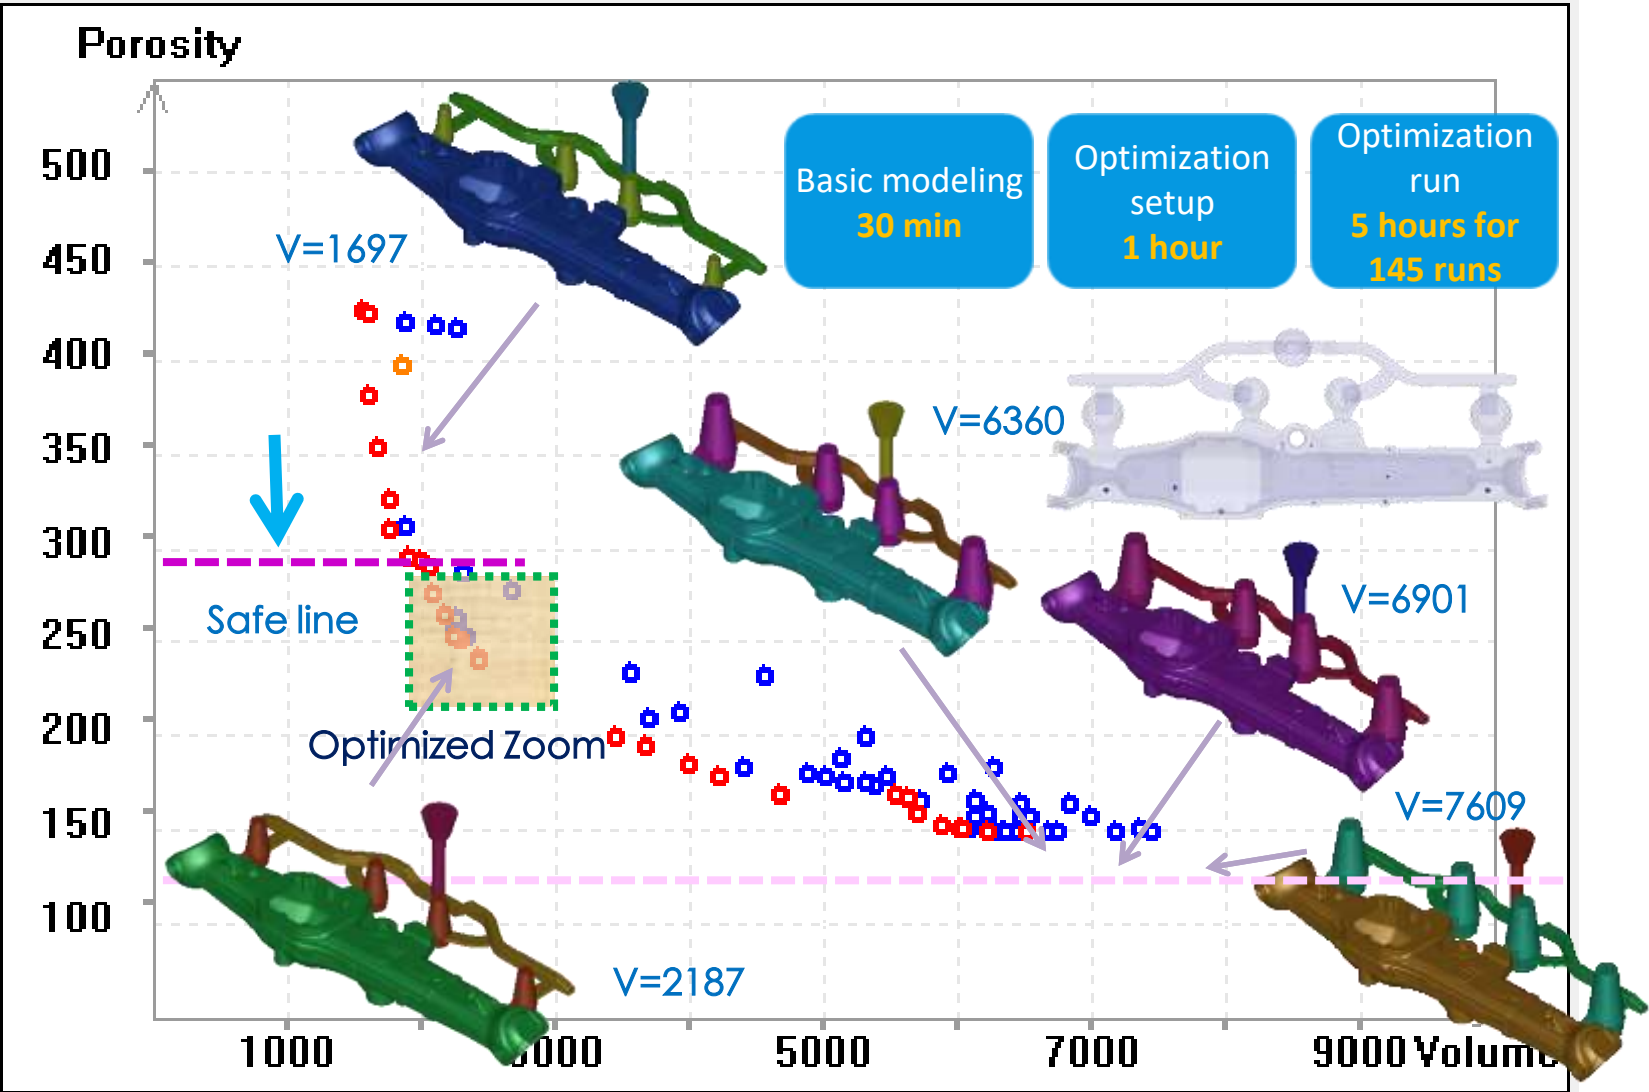 Porosity
500
450
400
350
300
250
200
150
100
V=1697
Basic modeling
30 min
Optimization
setup
1 hour
Optimization
run
5 hours for
145 runs
V=6360
V=6901
Safe line
Optimized Zoom
V=7609
V=2187
1000
5000
7000
9000